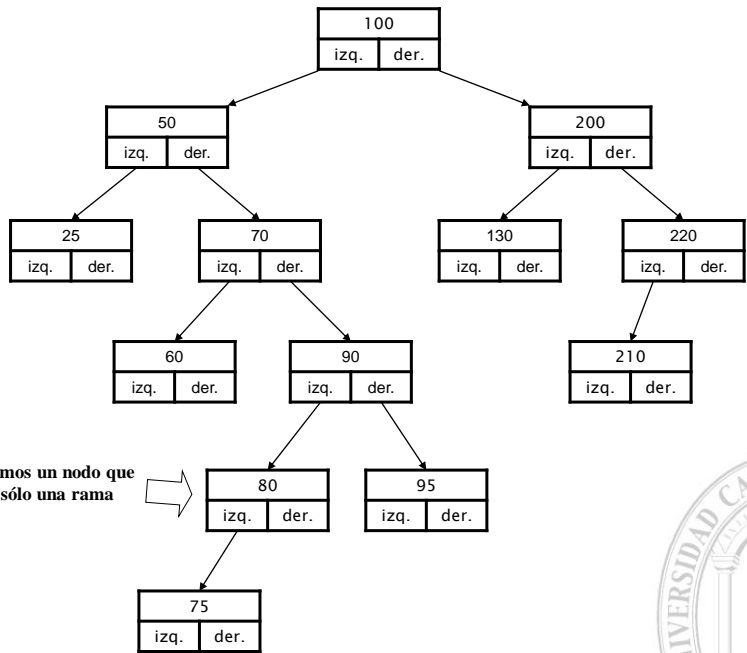 100
izq. der.
50
izq. der.
200
izq. der.
25
izq. der.
70
izq. der.
130
izq. der.
220
izq. der.
60
izq. der.
90
izq. der.
210
izq. der.
mos un nodo que
sólo una rama
80
izq. der.
95
izq. der.
75
izq. der.
IVERSIDAD CA